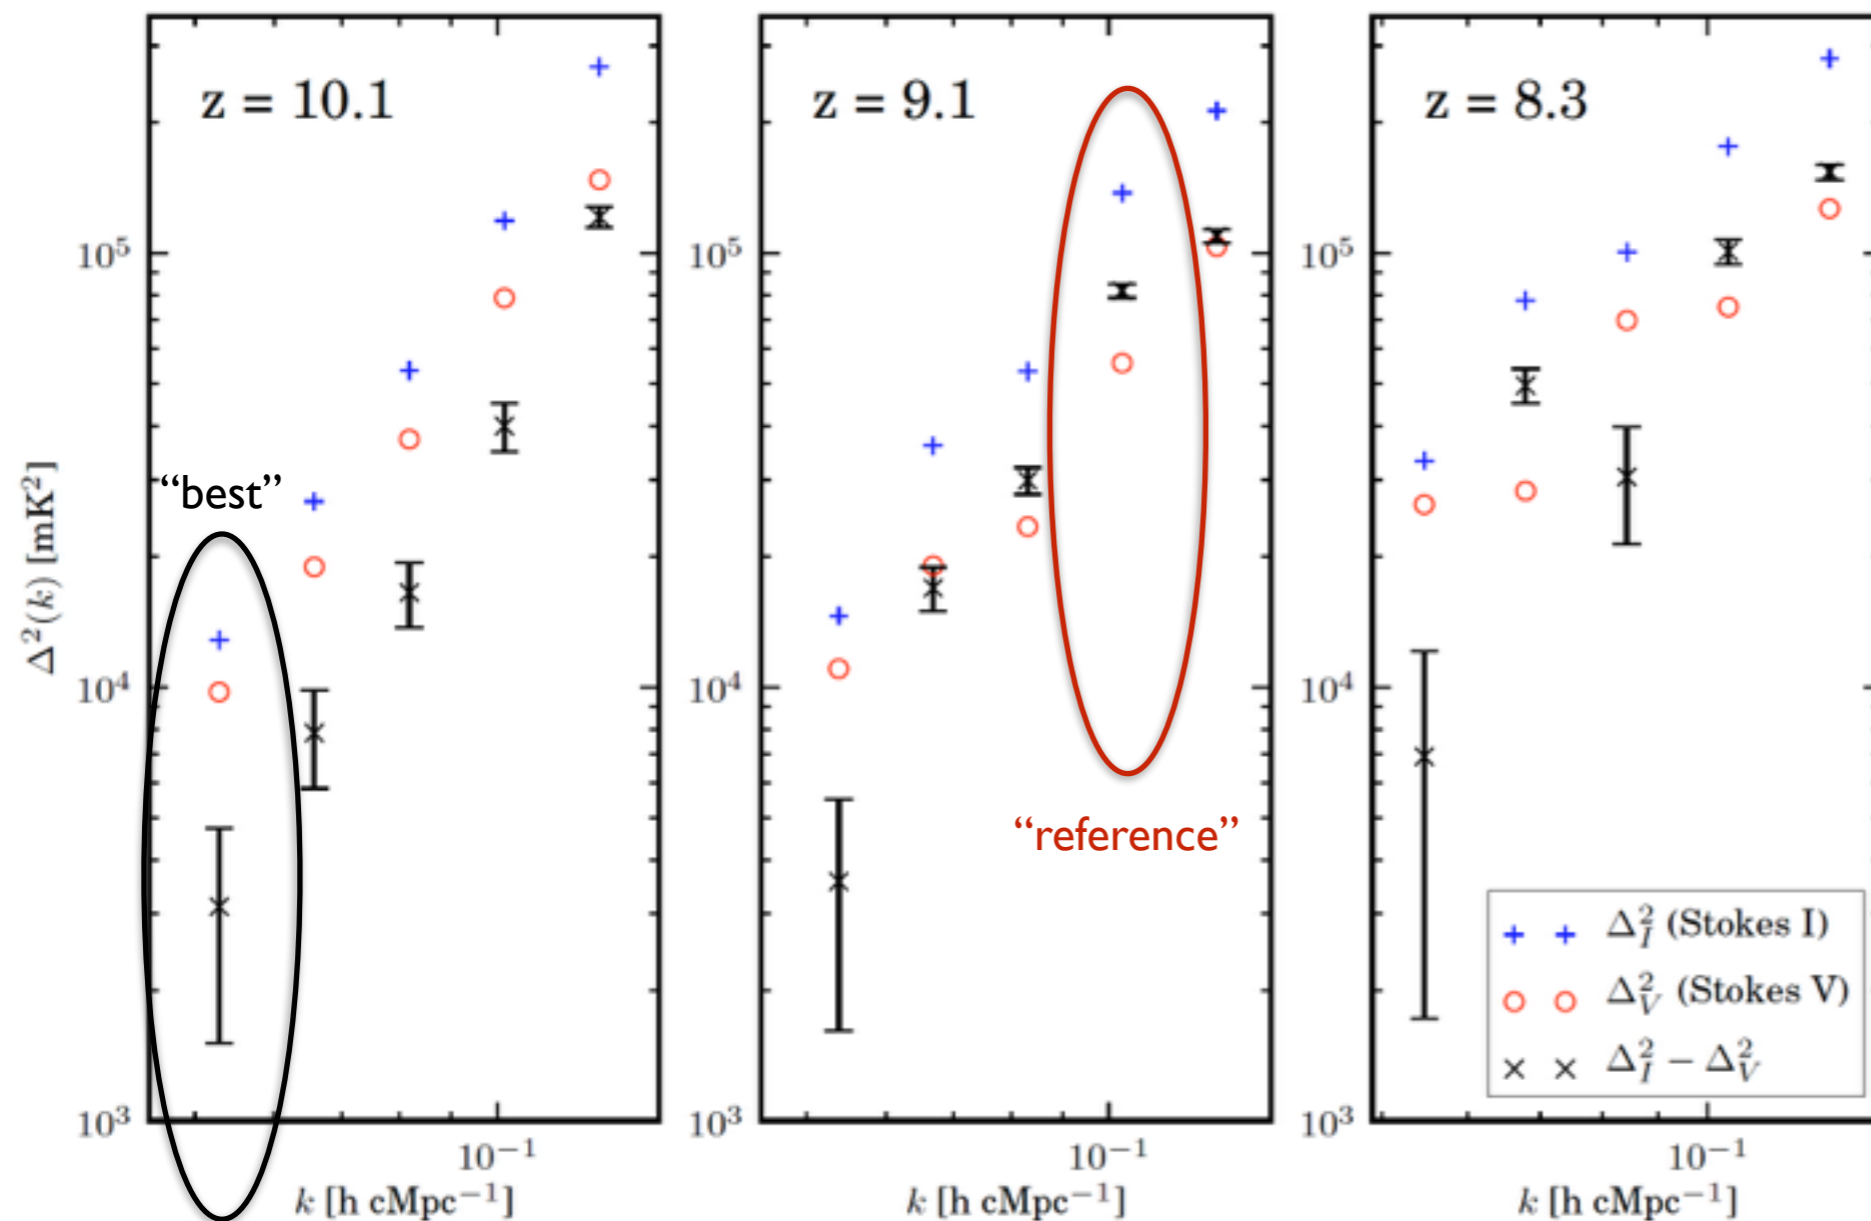 z = 10.1
z = 9.1
z = 8.3
10⁵
10⁵
10⁵
Δ²(k) [mK²]
“best”
10⁴
10⁴
10⁴
“reference”
Δ²_I (Stokes I)
Δ²_V (Stokes V)
Δ²_I − Δ²_V
10³
10³
10³
10⁻¹
10⁻¹
10⁻¹
k [h cMpc⁻¹]
k [h cMpc⁻¹]
k [h cMpc⁻¹]